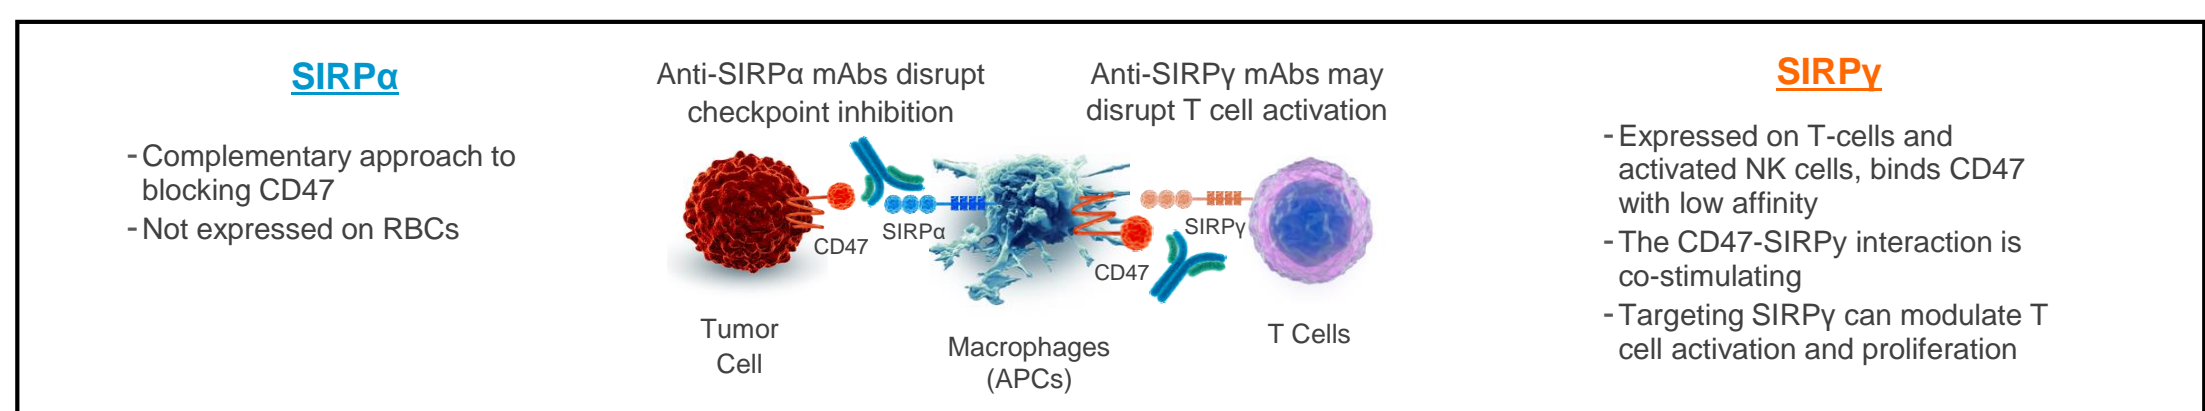 SIRPα
- Complementary approach to
blocking CD47
- Not expressed on RBCs
Anti-SIRPα mAbs disrupt
checkpoint inhibition
Anti-SIRPγ mAbs may
disrupt T cell activation
CD47
SIRPα
CD47
SIRPγ
Tumor
Cell
Macrophages
(APCs)
T Cells
SIRPγ
- Expressed on T-cells and
activated NK cells, binds CD47
with low affinity
- The CD47-SIRPy interaction is
co-stimulating
- Targeting SIRPγ can modulate T
cell activation and proliferation